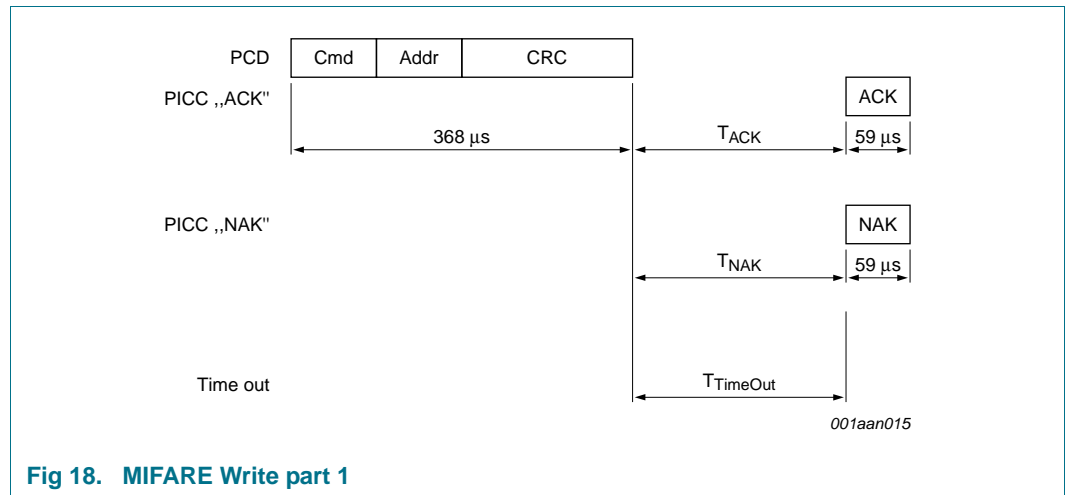 PCD Cmd Addr CRC
PICC ,,ACK" ACK
368 μs TACK 59 μs
PICC ,,NAK" NAK
TNAK 59 μs
Time out TTimeOut
001aan015
Fig 18. MIFARE Write part 1